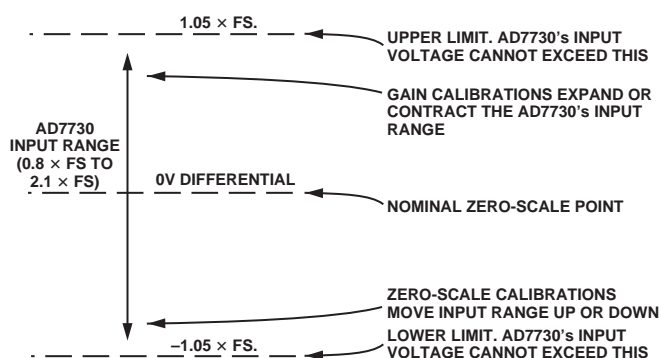 1.05 × FS.
UPPER LIMIT. AD7730's INPUT
VOLTAGE CANNOT EXCEED THIS
GAIN CALIBRATIONS EXPAND OR
CONTRACT THE AD7730's INPUT
RANGE
AD7730
INPUT RANGE
(0.8 × FS TO
2.1 × FS)
0V DIFFERENTIAL
NOMINAL ZERO-SCALE POINT
ZERO-SCALE CALIBRATIONS
MOVE INPUT RANGE UP OR DOWN
–1.05 × FS.
LOWER LIMIT. AD7730's INPUT
VOLTAGE CANNOT EXCEED THIS